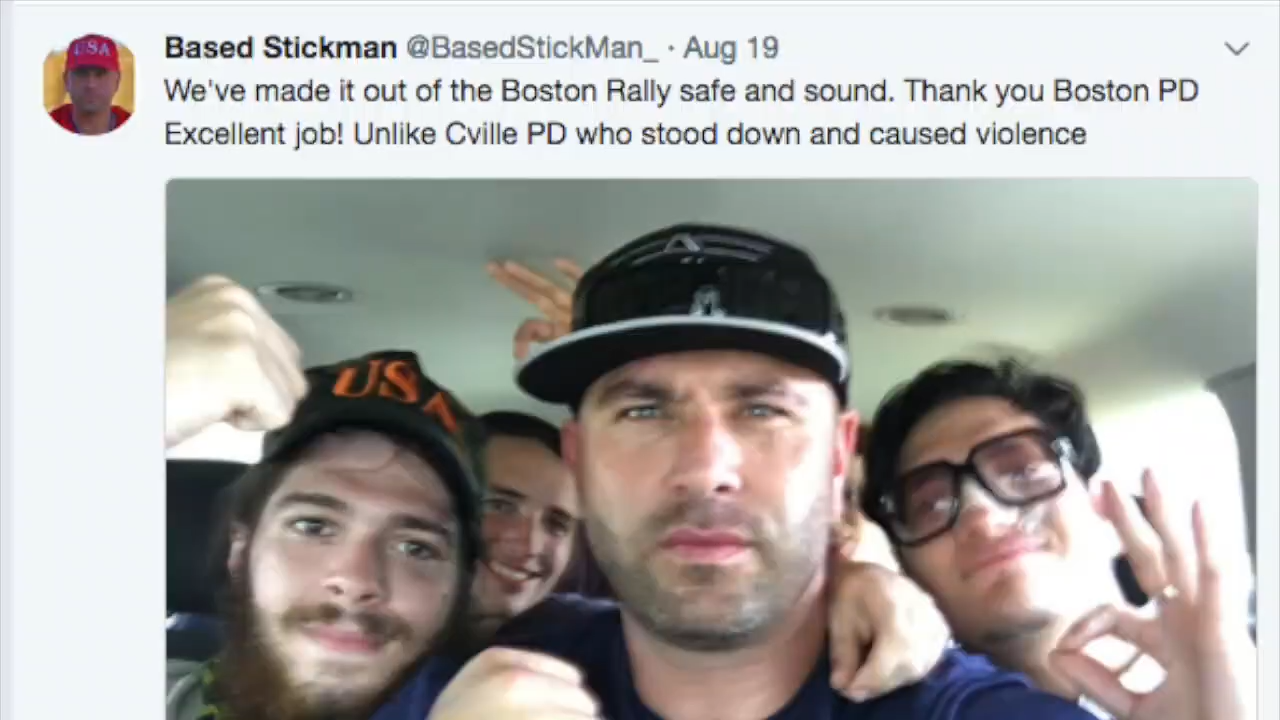 USA
Based Stickman @BasedStickMan_ · Aug 19
We've made it out of the Boston Rally safe and sound. Thank you Boston PD
Excellent job! Unlike Cville PD who stood down and caused violence
USA